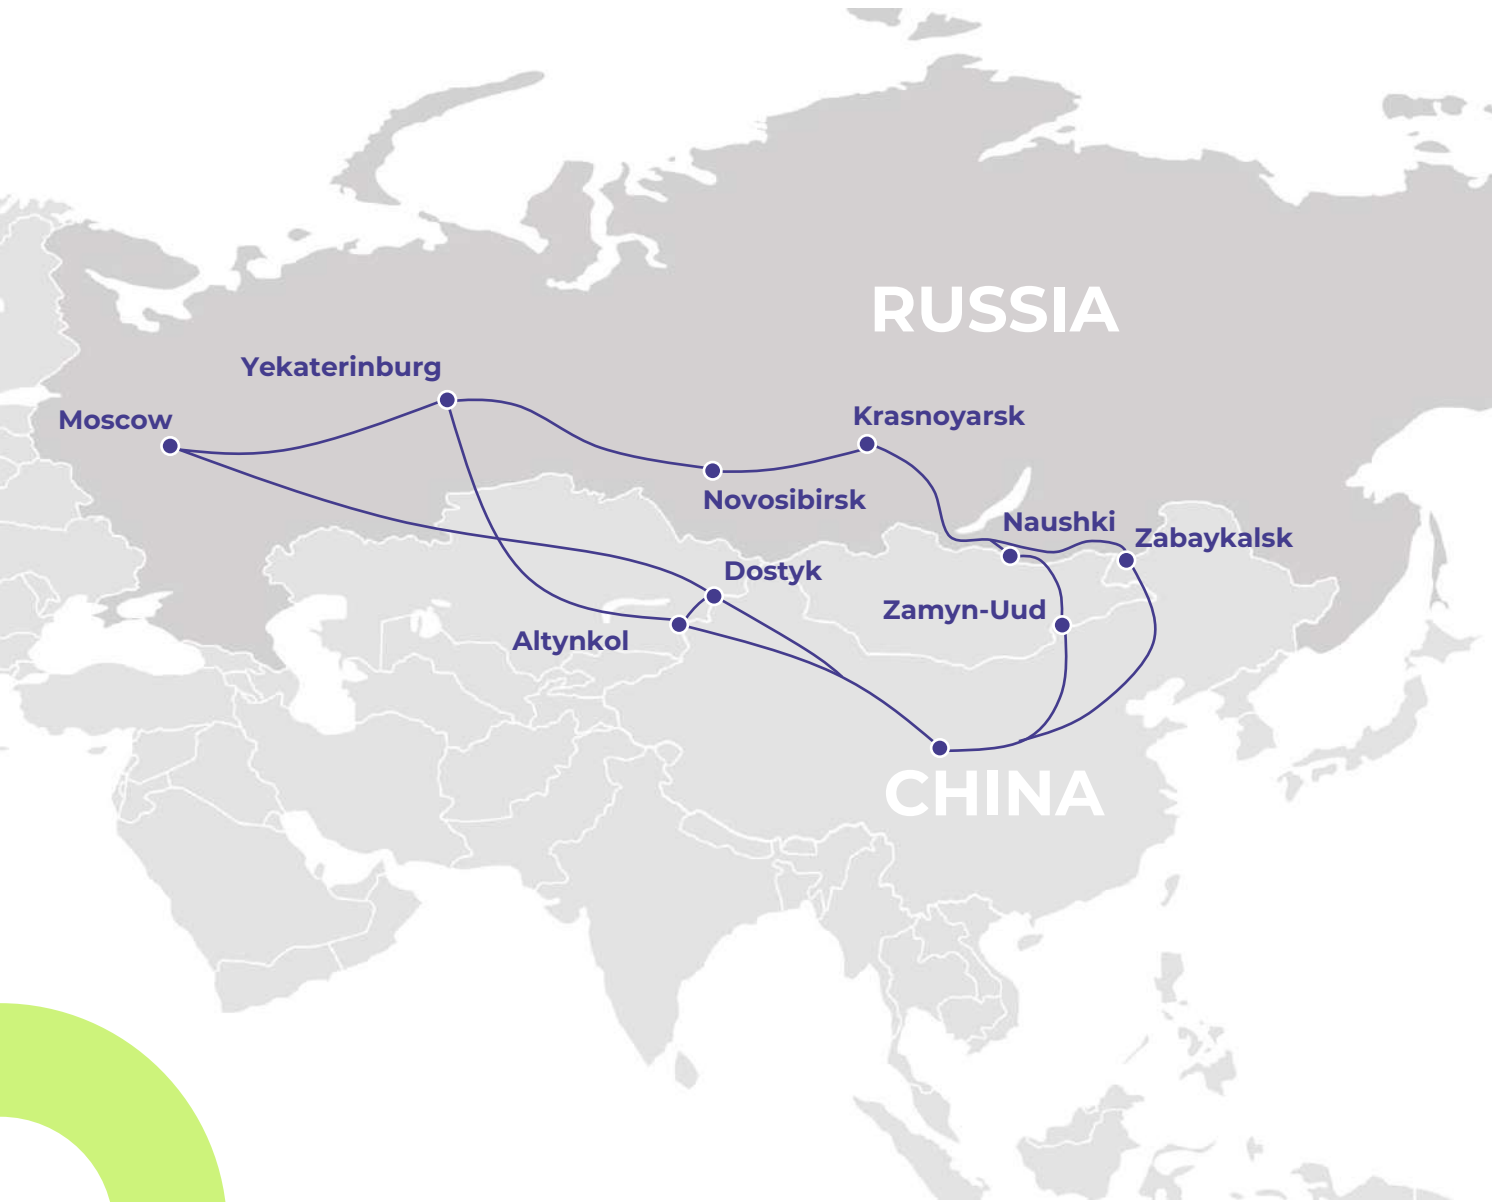 RUSSIA
Yekaterinburg
Moscow
Krasnoyarsk
Novosibirsk
Naushki
Zabaykalsk
Dostyk
Zamyn-Uud
Altynkol
CHINA